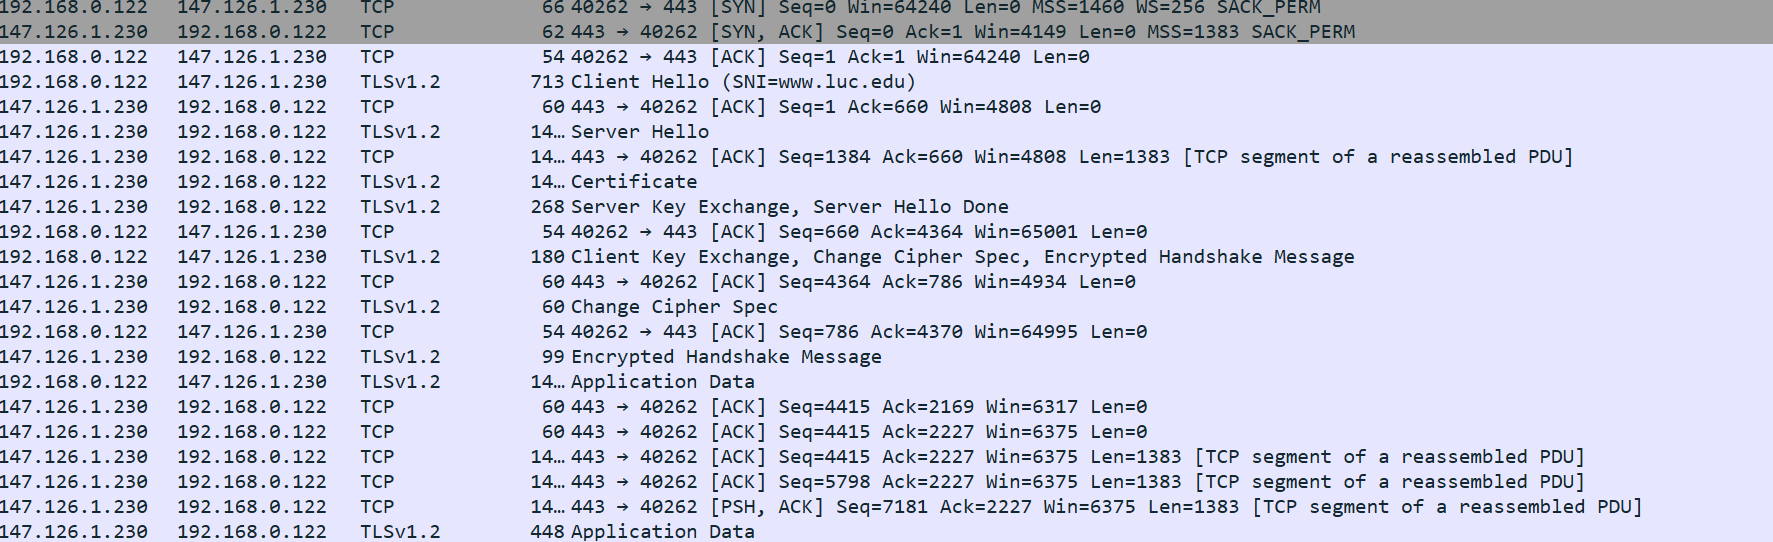 192.168.0.122 147.126.1.230 TCP 66 40262 → 443 [SYN] Seq=0 Win=64240 Len=0 MSS=1460 WS=256 SACK_PERM
147.126.1.230 192.168.0.122 TCP 62 443 → 40262 [SYN, ACK] Seq=0 Ack=1 Win=4149 Len=0 MSS=1383 SACK_PERM
192.168.0.122 147.126.1.230 TCP 54 40262 → 443 [ACK] Seq=1 Ack=1 Win=64240 Len=0
192.168.0.122 147.126.1.230 TLSv1.2 713 Client Hello (SNI=www.luc.edu)
147.126.1.230 192.168.0.122 TCP 60 443 → 40262 [ACK] Seq=1 Ack=660 Win=4808 Len=0
147.126.1.230 192.168.0.122 TLSv1.2 14… Server Hello
147.126.1.230 192.168.0.122 TCP 14… 443 → 40262 [ACK] Seq=1384 Ack=660 Win=4808 Len=1383 [TCP segment of a reassembled PDU]
147.126.1.230 192.168.0.122 TLSv1.2 14… Certificate
147.126.1.230 192.168.0.122 TLSv1.2 268 Server Key Exchange, Server Hello Done
192.168.0.122 147.126.1.230 TCP 54 40262 → 443 [ACK] Seq=660 Ack=4364 Win=65001 Len=0
192.168.0.122 147.126.1.230 TLSv1.2 180 Client Key Exchange, Change Cipher Spec, Encrypted Handshake Message
147.126.1.230 192.168.0.122 TCP 60 443 → 40262 [ACK] Seq=4364 Ack=786 Win=4934 Len=0
147.126.1.230 192.168.0.122 TLSv1.2 60 Change Cipher Spec
192.168.0.122 147.126.1.230 TCP 54 40262 → 443 [ACK] Seq=786 Ack=4370 Win=64995 Len=0
147.126.1.230 192.168.0.122 TLSv1.2 99 Encrypted Handshake Message
192.168.0.122 147.126.1.230 TLSv1.2 14… Application Data
147.126.1.230 192.168.0.122 TCP 60 443 → 40262 [ACK] Seq=4415 Ack=2169 Win=6317 Len=0
147.126.1.230 192.168.0.122 TCP 60 443 → 40262 [ACK] Seq=4415 Ack=2227 Win=6375 Len=0
147.126.1.230 192.168.0.122 TCP 14… 443 → 40262 [ACK] Seq=4415 Ack=2227 Win=6375 Len=1383 [TCP segment of a reassembled PDU]
147.126.1.230 192.168.0.122 TCP 14… 443 → 40262 [ACK] Seq=5798 Ack=2227 Win=6375 Len=1383 [TCP segment of a reassembled PDU]
147.126.1.230 192.168.0.122 TCP 14… 443 → 40262 [PSH, ACK] Seq=7181 Ack=2227 Win=6375 Len=1383 [TCP segment of a reassembled PDU]
147.126.1.230 192.168.0.122 TLSv1.2 448 Application Data